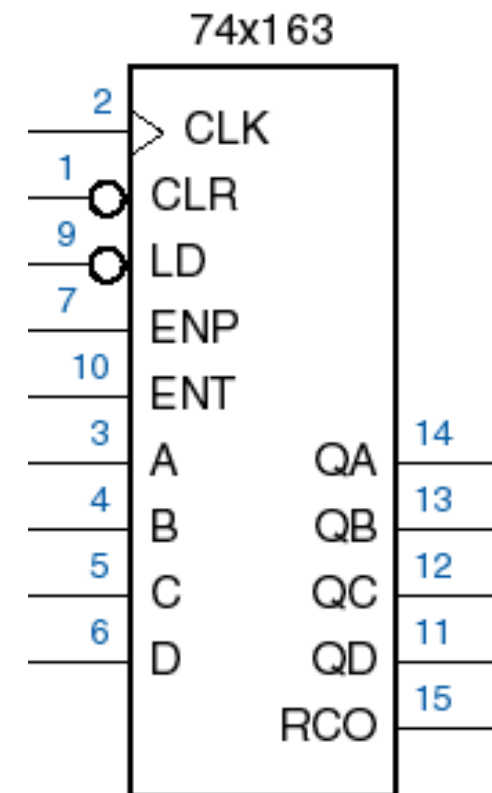 74x163
2 CLK
1 CLR
9 LD
7 ENP
10 ENT
3 A QA 14
4 B QB 13
5 C QC 12
6 D QD 11
RCO 15